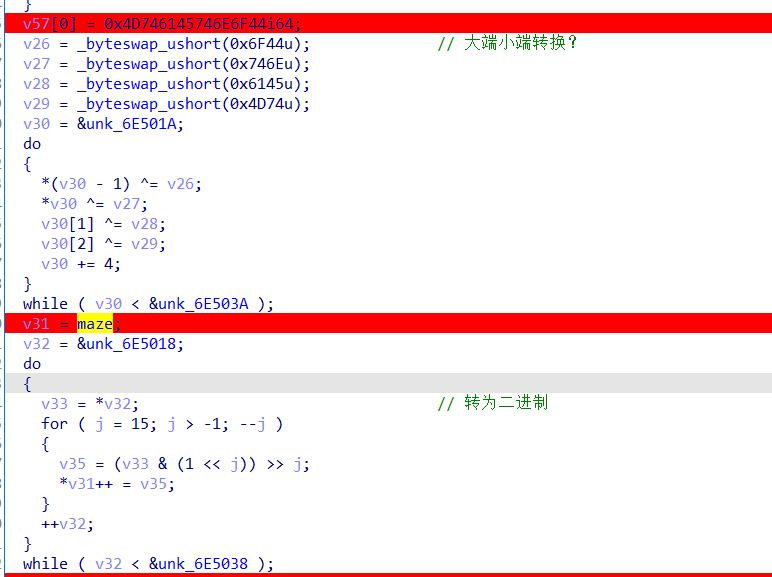 }
v57[0] = 0x4D746145746E6F44i64;
v26 = _byteswap_ushort(0x6F44u); // 大端小端转换？
v27 = _byteswap_ushort(0x746Eu);
v28 = _byteswap_ushort(0x6145u);
v29 = _byteswap_ushort(0x4D74u);
v30 = &unk_6E501A;
do
{
*(v30 - 1) ^= v26;
*v30 ^= v27;
v30[1] ^= v28;
v30[2] ^= v29;
v30 += 4;
}
while ( v30 < &unk_6E503A );
v31 = maze;
v32 = &unk_6E5018;
do
{
v33 = *v32; // 转为二进制
for ( j = 15; j > -1; --j )
{
v35 = (v33 & (1 << j)) >> j;
*v31++ = v35;
}
++v32;
}
while ( v32 < &unk_6E5038 );